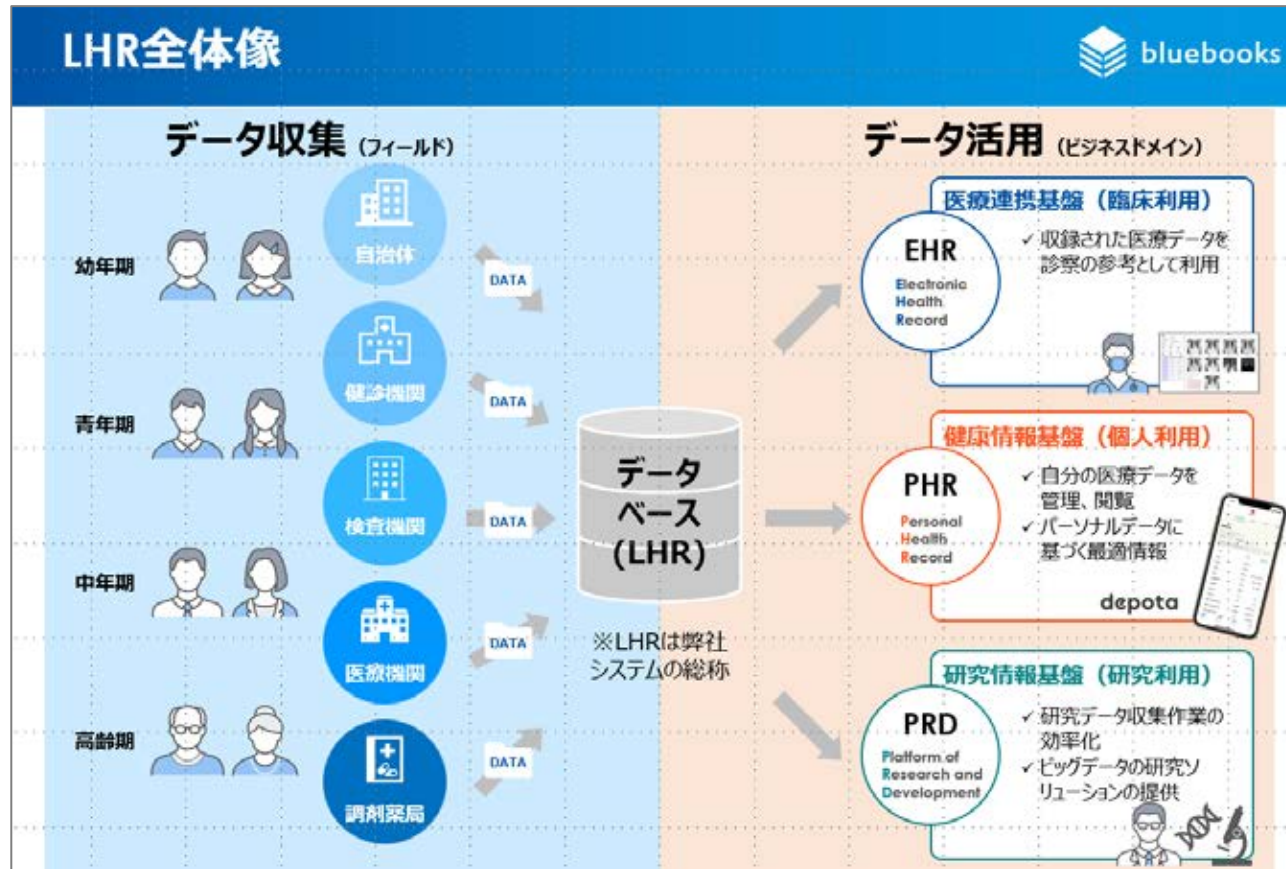 LHR全体像
bluebooks
データ収集 (フィールド)
幼年期
青年期
中年期
高齢期
自治体
健診機関
検査機関
医療機関
調剤薬局
DATA
DATA
DATA
DATA
DATA
データ
ベース
(LHR)
※LHRは弊社
システムの総称
データ活用 (ビジネスドメイン)
医療連携基盤（臨床利用）
EHR
Electronic
Health
Record
✓ 収録された医療データを
診察の参考として利用
健康情報基盤（個人利用）
PHR
Personal
Health
Record
✓ 自分の医療データを
管理、閲覧
✓ パーソナルデータに
基づく最適情報
depota
研究情報基盤（研究利用）
PRD
Platform of
Research and
Development
✓ 研究データ収集作業の
効率化
✓ ビッグデータの研究ソ
リューションの提供